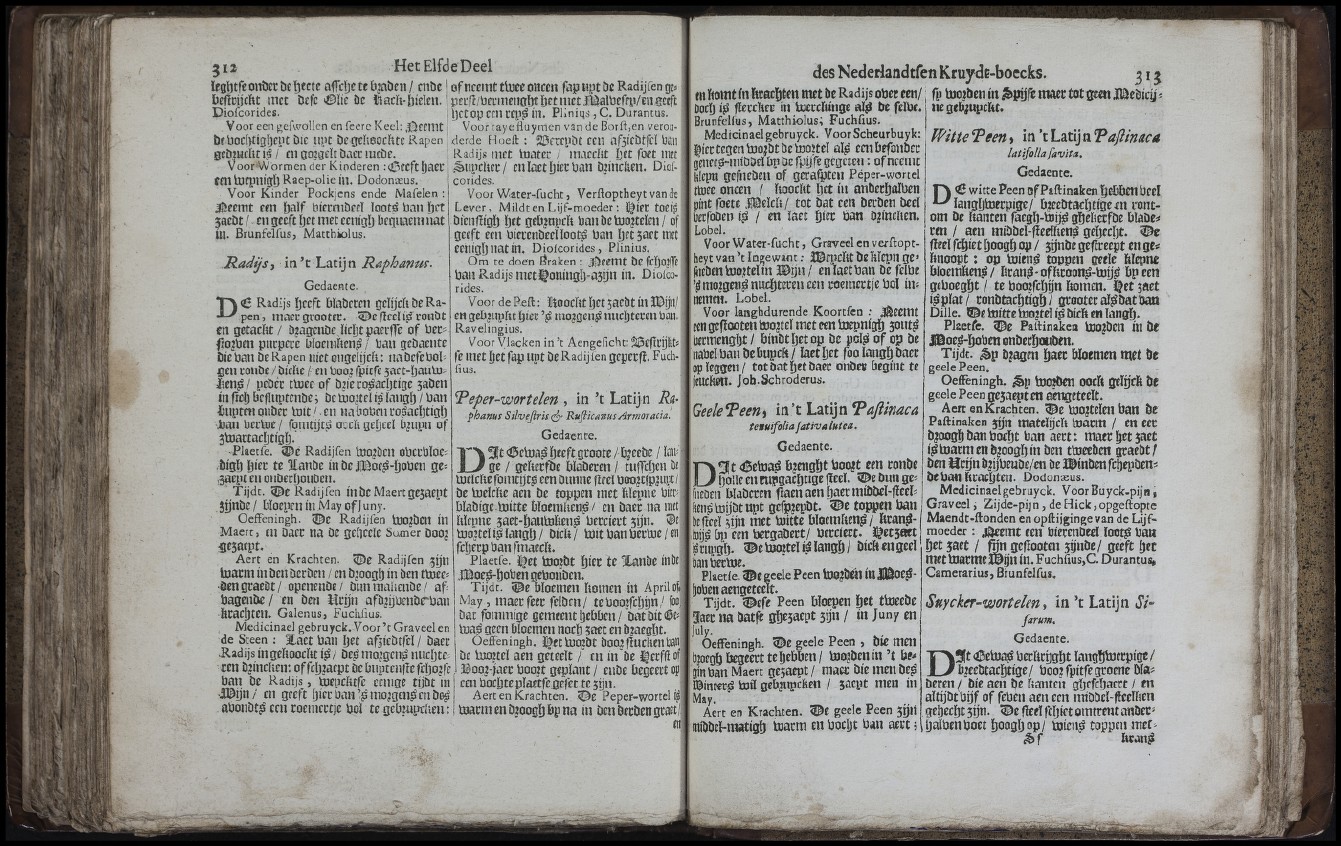 312 Het Elfde Deel
leght se onder de heete assche te braden / ende
bestrijckt met dese Olie de Kack-hielen.
Dioscorides.
Voor een geswollen en seere Keel: Neemt
de vochtigheyt die uyt de gekoockte Rapen
gedruckt is / en gorgelt daer mede.
Voor Wormen der Kinderen: Geeft haer
een weynigh Raep-olie in. Dodonæus.
Voor Kinder Pockjens ende Maselen:
Neemt een half vierendeel loots van het
zaedt / en geeft het met eenigh bequaem nat
in. Brunfelsus, Matthiolus.
Radijs, in 't Latijn Raphanus.
Gedaente.
DE Radijs heeft bladeren gelijck de Ra-
pen, maer grooter. De steel is rondt
en getackt / dragende licht paersse of ver-
storven purpere bloemkens / van gedaente
die van de Rapen niet ongelijck: na dese vol-
gen ronde / dicke / en voor spitse zaet-hauw-
kens / yeder twee of drie rosachtige zaden
in sich besluytende; de wortel is langh / van
buyten onder wit / en na boven rosachtigh
van verwe / somtijts oock geheel bruyn of
zwartachtigh.
Plaetse. De Radijsen worden overvloe-
digh hier te Lande in de Moes-hoven ge-
zaeyt en onderhouden.
Tijdt. De Radijsen in de Maert gezaeyt
zijnde / bloeyen in May of Juny.
Oeffeningh. De Radijsen worden in
Maert, en daer na de geheele Somer door
gezaeyt.
Aert en Krachten. De Radijsen zijn
warm in den derden / en droogh in den twee-
den graedt / openende / dun makende / af-
vagende / en den Urijn afdrijvende van
krachten. Galenus, Fuchsius.
Medicinael gebruyck. Voor 't Graveel en
de Steen: Laet van het afziedtsel / daer
Radijs in gekoockt is / des morgens nuchte-
ren drincken: of schraept de buytenste schorse
van de Radijs, weyckste eenige tijdt in
Wijn / en geeft hier van 's morgens en des
avondts een roemertje vol te gebruycken:
of neemt twee oncen sap uyt de Radijsen ge-
perst / vermenght het met Malvesey / en geeft
het op een reys in. Plinius, C. Durantus.
Voor taye fluymen van de Borst, en verou-
derde Hoest: Bereydt een afziedtsel van
Radijs met water / maeckt het soet met
Suycker / en laet hier van drincken. Dios-
corides.
Voor Water-sucht, Verstoptheyt van de
Lever, Milt en Lijf-moeder: Hier toe is
dienstigh het gebruyck van de wortelen / of
geeft een vierendeel loots van het zaet met
eenigh nat in. Dioscorides, Plinius.
Om te doen Braken: Neemt de schorsse
van Radijs met Honingh-azijn in. Diosco-
rides.
Voor de Pest: Koockt het zaedt in Wijn /
en gebruyckt hier 's morgens nuchteren van.
Ravelingius.
Voor Vlacken in 't Aengesicht: Bestrijckt-
se met het sap uyt de Radijsen geperst. Fuch-
sius.
Peper-wortelen, in 't Latijn Ra-
phanus Silvestris & Rusticanus Armoracia.
Gedaente.
DIt Gewas heeft groote / breede / lan-
ge / gekerfde bladeren / tusschen de
welcke somtijts een dunne steel voortspruyt /
de welcke aen de toppen met kleyne vier-
bladige witte bloemkens / en daer na met
kleyne zaet-hauwkens verciert zijn. De
wortel is langh / dick / wit van verwe / en
scherp van smaeck.
Plaetse. Het wordt hier te Lande in de
Moes-hoven gevonden.
Tijdt. De bloemen komen in April of
May, maer seer selden / te voorschijn / soo
dat sommige gemeent hebben / dat dit Ge-
was geen bloemen noch zaet en draeght.
Oeffeningh. Het wordt door stucken van
de wortel aen geteelt / en in de Herfst of
Voor-jaer voort geplant / ende begeert op
een vochte plaetse geset te zijn.
Aert en Krachten. De Peper-wortel is
warm en droogh by na in den derden graet /
en
des Nederlandtsen Kruydt-boecks. 313
en komt in krachten met de Radijs over een /
doch is stercker in werckinge als de selve.
Brunfelsus, Matthiolus, Fuchsius.
Medicinael gebruyck. Voor Scheurbuyk:
Hier tegen wordt de wortel als een besonder
genees-middel by de spijse gegeten: of neemt
kleyn gesneden of geraspten Peper-wortel
twee oncen / koockt het in anderhalven
pint soete Melck / tot dat een derden deel
versoden is / en laet hier van drincken.
Lobel.
Voor Water-sucht, Graveel en verstopt-
heyt van 't Ingewant: Weyckt de kleyn ge-
sneden wortel in Wijn / en laet van de selve
's morgens nuchteren een roemertje vol in-
nemen. Lobel.
Voor langhdurende Koortsen: Neemt
een gestooten wortel met een weynigh zouts
vermenght / bindt het op de pols of op de
navel van de buyck / laet het soo langh daer
op leggen / tot dat het daer onder begint te
jeucken. Joh. Schroderus.
Geele Peen, in 't Latijn Pastinaca
tenuifolia sativa lutea.
Gedaente.
DIt Gewas brenght voort een ronde
holle en ruygachtige steel. De dun ge-
sneden bladeren staen aen haer middel-steel-
kens wijdt uyt gespreydt. De toppen van
de steel zijn met witte bloemkens / krans-
wijs by een vergadert / verciert. Het zaet
is ruygh. De wortel is langh / dick en geel
van verwe.
Plaetse. De geele Peen worden in Moes-
hoven aengeteelt.
Tijdt. Dese Peen bloeyen het tweede
Jaer na datse ghezaeyt zijn / in Juny en
July.
Oeffeningh. De geele Peen, die men
vroegh begeert te hebben / worden in 't be-
gin van Maert gezaeyt / maer die men des
Winters wil gebruycken / zaeyt men in
May.
Aert en Krachten. De geele Peen zijn
middel-matigh warm en vocht van aert:
sy worden in Spijse maer tot geen Medicij-
ne gebruyckt.
Witte Peen, in 't Latijn Pastinaca
latifolia savita.
Gedaente.
DE witte Peen of Pastinaken hebben veel
langhwerpige / breedtachtige en ront-
om de kanten saegh-wijs ghekerfde blade-
ren / aen middel-steelkens gehecht. De
steel schiet hoogh op / zijnde gestreept en ge-
knoopt: op wiens toppen geele kleyne
bloemkens / krans- of kroons-wijs by een
gevoeght / te voorschijn komen. Het zaet
is plat / rondtachtigh / grooter als dat van
Dille. De witte wortel is dick en langh.
Plaetse. De Pastinaken worden in de
Moes-hoven onderhouden.
Tijdt. Sy dragen haer bloemen met de
geele Peen.
Oeffeningh. Sy worden oock gelijck de
geele Peen gezaeyt en aengeteelt.
Aert en Krachten. De wortelen van de
Pastinaken zijn matelijck warm / en eer
droogh dan vocht van aert: maer het zaet
is warm en droogh in den tweeden graedt /
den Urijn drijvende / en de Winden scheyden-
de van krachten. Dodonæus.
Medicinael gebruyck. Voor Buyck-pijn,
Graveel, Zijde-pijn, de Hick, opgestopte
Maendt-stonden en opstijginge van de Lijf-
moeder: Neemt een vierendeel loots van
het zaet / fijn gestooten zijnde / geeft het
met warme Wijn in. Fuchsius, C. Durantus,
Camerarius, Brunfelsus.
Suycker-wortelen, in 't Latijn Si-
sarum.
Gedaente.
DIt Gewas verkrijght langhwerpige /
breedtachtige / voor spitse groene bla-
deren / die aen de kanten gheschaert / en
altijdt vijf of seven aen een middel-steelken
gehecht zijn. De steel schiet omtrent ander-
halven voet hoogh op / wiens toppen met
Ss krans